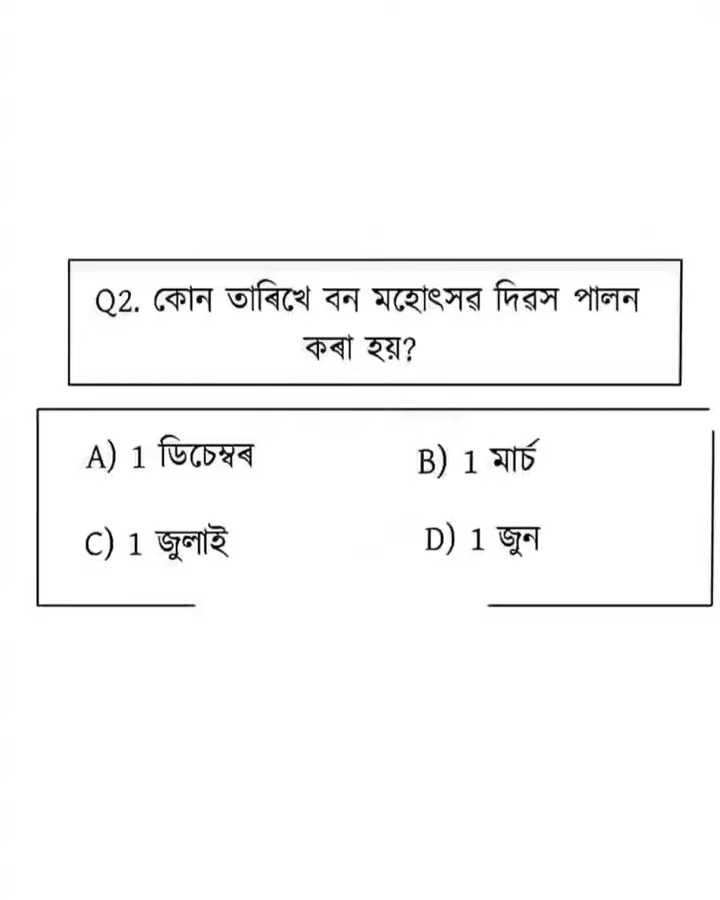 Q2. কোন তাৰিখে বন মহোৎসৱ দিৱস পালন
কৰা হয়?
A) 1 ডিচেম্বৰ B) 1 মাৰ্চ
C) 1 জুলাই D) 1 জুন